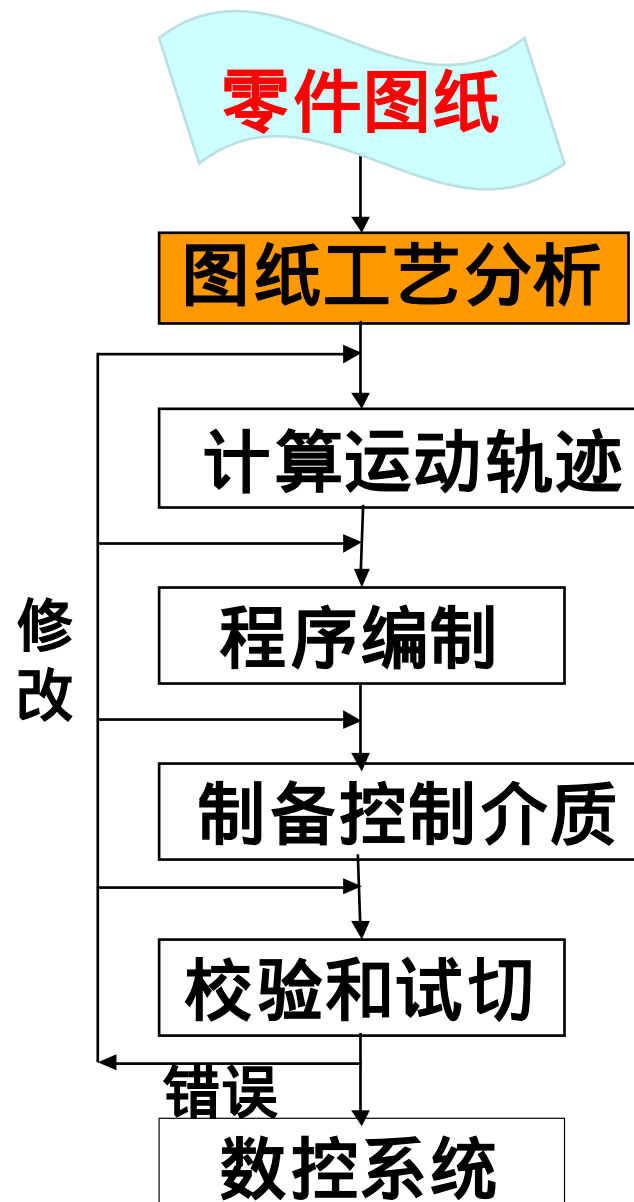 零件图纸
图纸工艺分析
计算运动轨迹
程序编制
修
改
制备控制介质
校验和试切
错误
数控系统